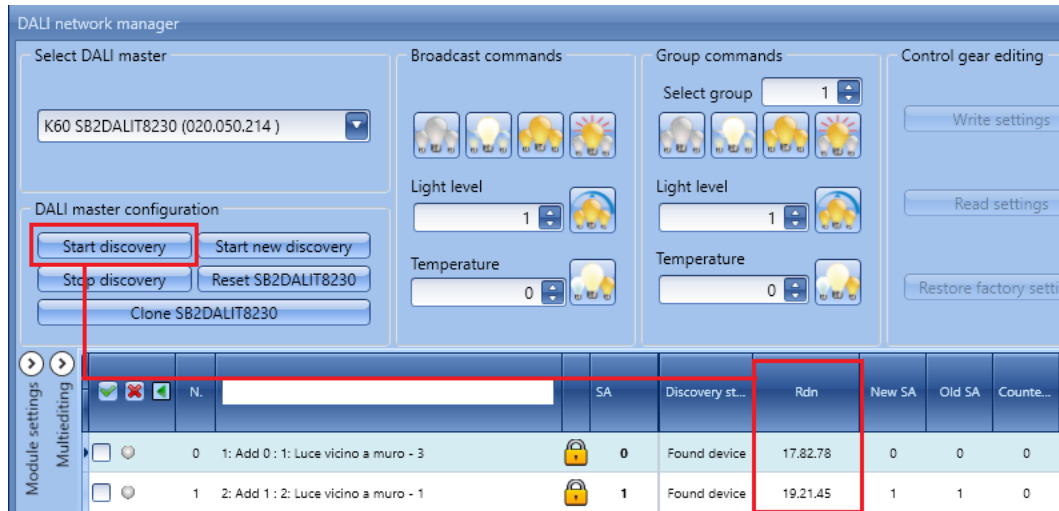 DALI network manager
Select DALI master
K60 SB2DALIT8230 (020.050.214 )
DALI master configuration
Start discovery
Start new discovery
Stop discovery
Reset SB2DALIT8230
Clone SB2DALIT8230
Broadcast commands
Light level
1
Temperature
0
Group commands
Select group
1
Light level
1
Temperature
0
Control gear editing
Write settings
Read settings
Restore factory setti
Module settings
Multiediting
N. SA Discovery st... Rdn New SA Old SA Counte...
0 1: Add 0 : 1: Luce vicino a muro - 3 0 Found device 17.82.78 0 0 0
1 2: Add 1 : 2: Luce vicino a muro - 1 1 Found device 19.21.45 1 1 0